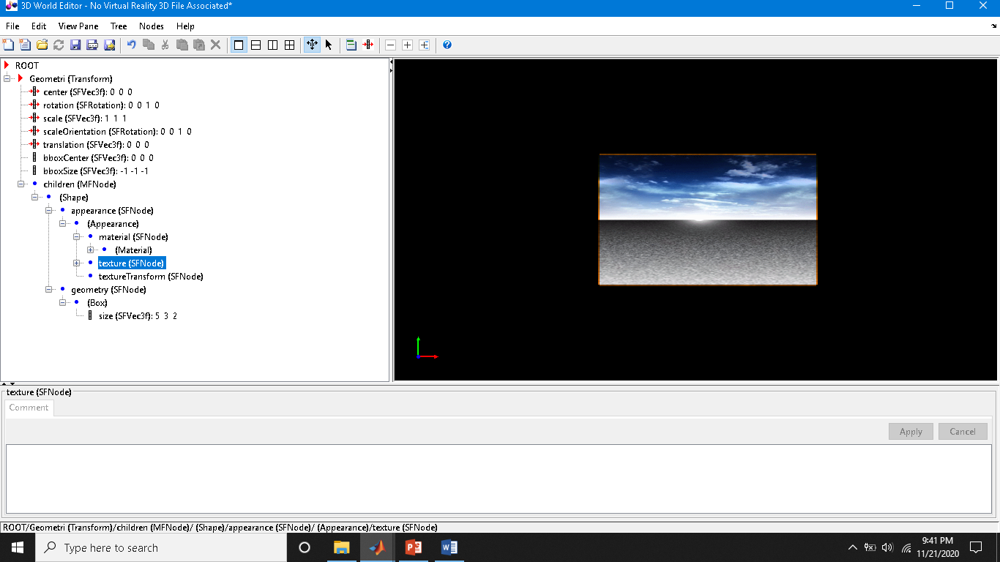 3D World Editor - No Virtual Reality 3D File Associated*
File Edit View Pane Tree Nodes Help
ROOT
Geometri (Transform)
center (SFVec3f): 0 0 0
rotation (SFRotation): 0 0 1 0
scale (SFVec3f): 1 1 1
scaleOrientation (SFRotation): 0 0 1 0
translation (SFVec3f): 0 0 0
bboxCenter (SFVec3f): 0 0 0
bboxSize (SFVec3f): -1 -1 -1
children (MFNode)
(Shape)
appearance (SFNode)
(Appearance)
material (SFNode)
(Material)
texture (SFNode)
textureTransform (SFNode)
geometry (SFNode)
(Box)
size (SFVec3f): 5 3 2
texture (SFNode)
Comment
Apply Cancel
ROOT/Geometri (Transform)/children (MFNode)/ (Shape)/appearance (SFNode)/ (Appearance)/texture (SFNode)
Type here to search
9:41 PM
11/21/2020